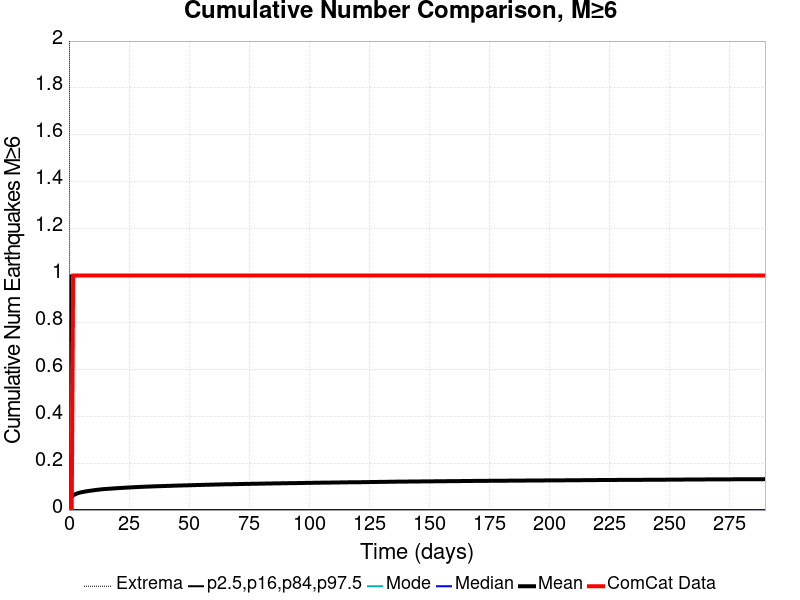 Cumulative Number Comparison, M≥6
Cumulative Num Earthquakes M≥6
2
1.8
1.6
1.4
1.2
1
0.8
0.6
0.4
0.2
0
0 25 50 75 100 125 150 175 200 225 250 275
Time (days)
Extrema p2.5,p16,p84,p97.5 Mode Median Mean ComCat Data